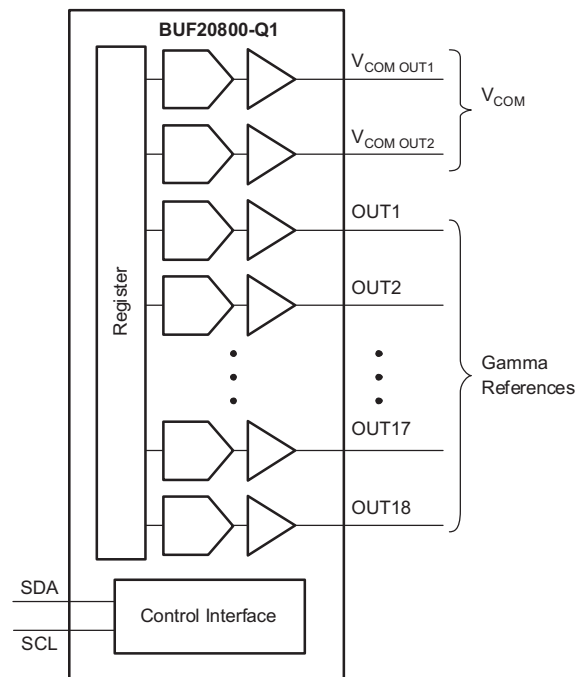 BUF20800-Q1
VCOM OUT1
VCOM
VCOM OUT2
OUT1
OUT2
Register
Gamma
References
OUT17
OUT18
SDA
Control Interface
SCL